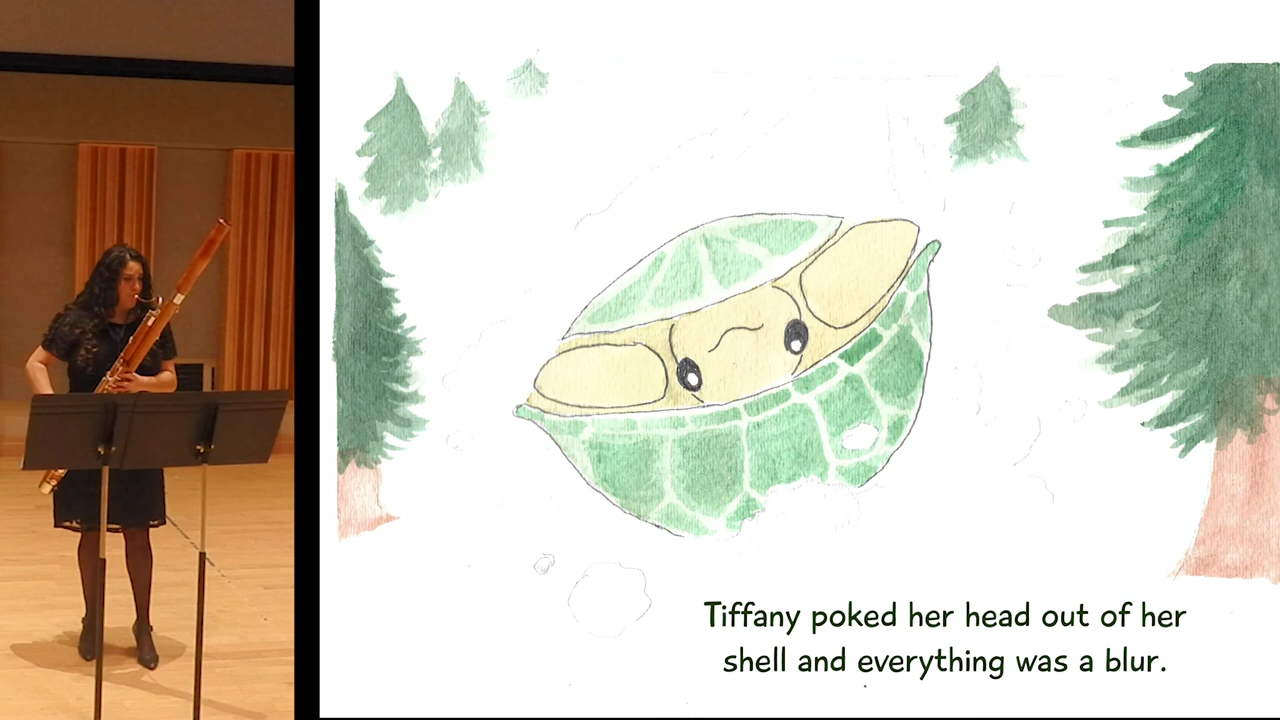 Tiffany poked her head out of her
shell and everything was a blur.